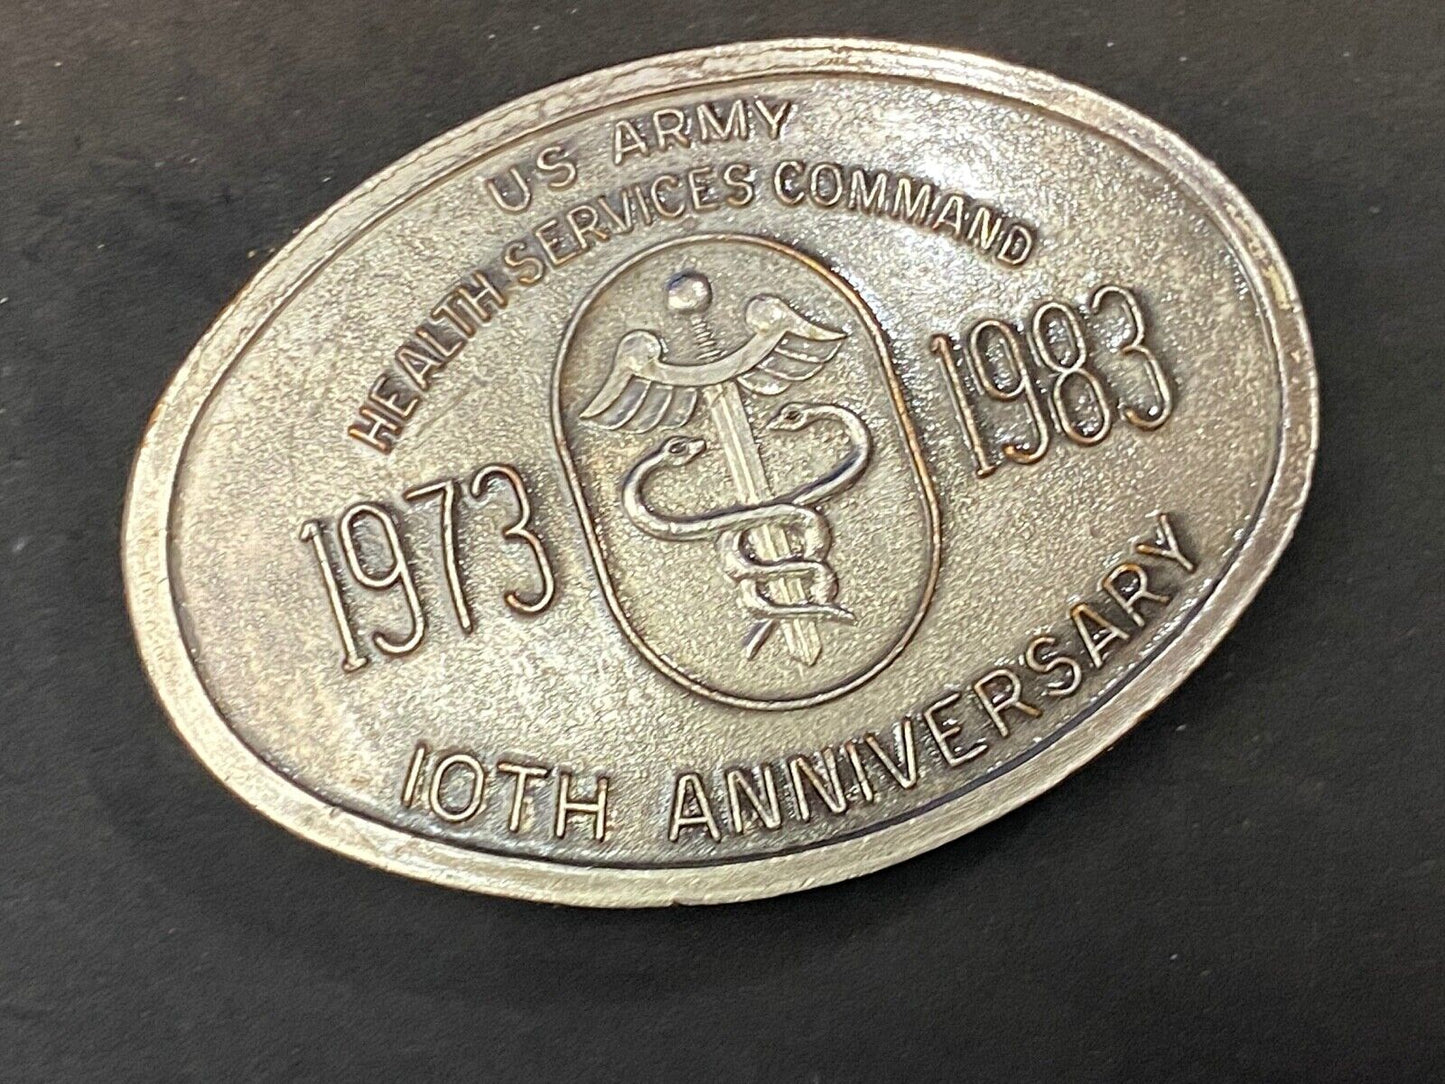 US ARMY
HEALTH SERVICES COMMAND
1973 1983
10TH ANNIVERSARY